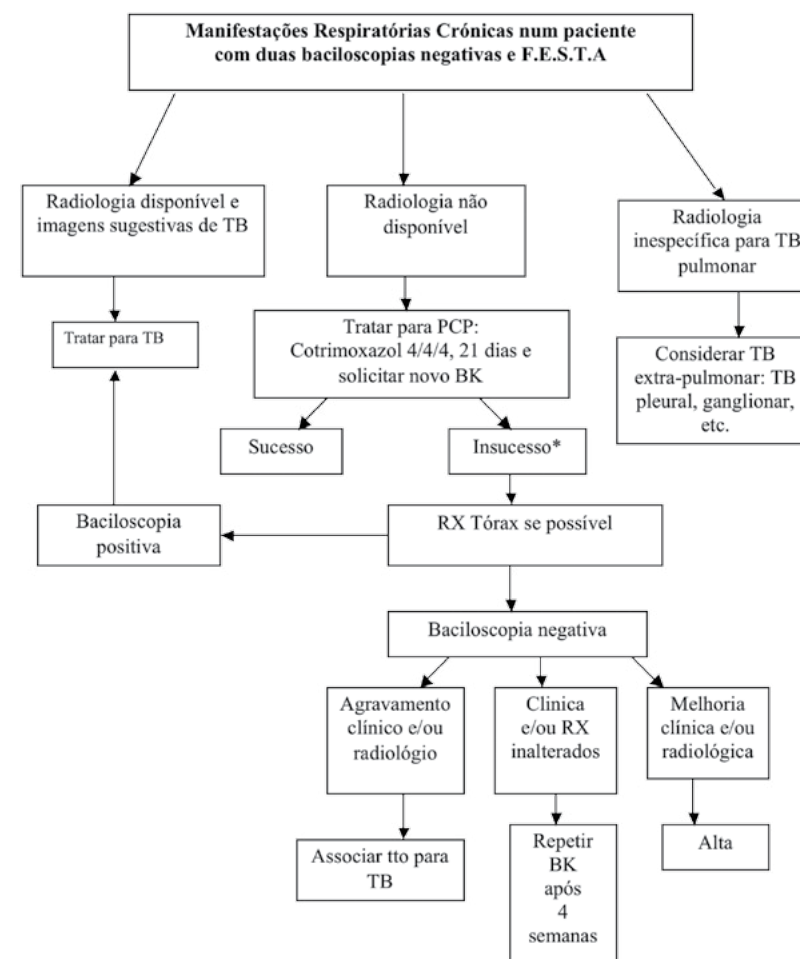 Manifestações Respiratórias Crónicas num paciente
com duas baciloscopias negativas e F.E.S.T.A
Radiologia disponível e
imagens sugestivas de TB
Radiologia não
disponível
Radiologia
inespecífica para TB
pulmonar
Tratar para TB
Tratar para PCP:
Cotrimoxazol 4/4/4, 21 dias e
solicitar novo BK
Considerar TB
extra-pulmonar: TB
pleural, ganglionar,
etc.
Sucesso
Insucesso*
Baciloscopia
positiva
RX Tórax se possível
Baciloscopia negativa
Agravamento
clínico e/ou
radiológio
Clinica
e/ou RX
inalterados
Melhoria
clínica e/ou
radiológica
Associar tto para
TB
Repetir
BK
após
4
semanas
Alta